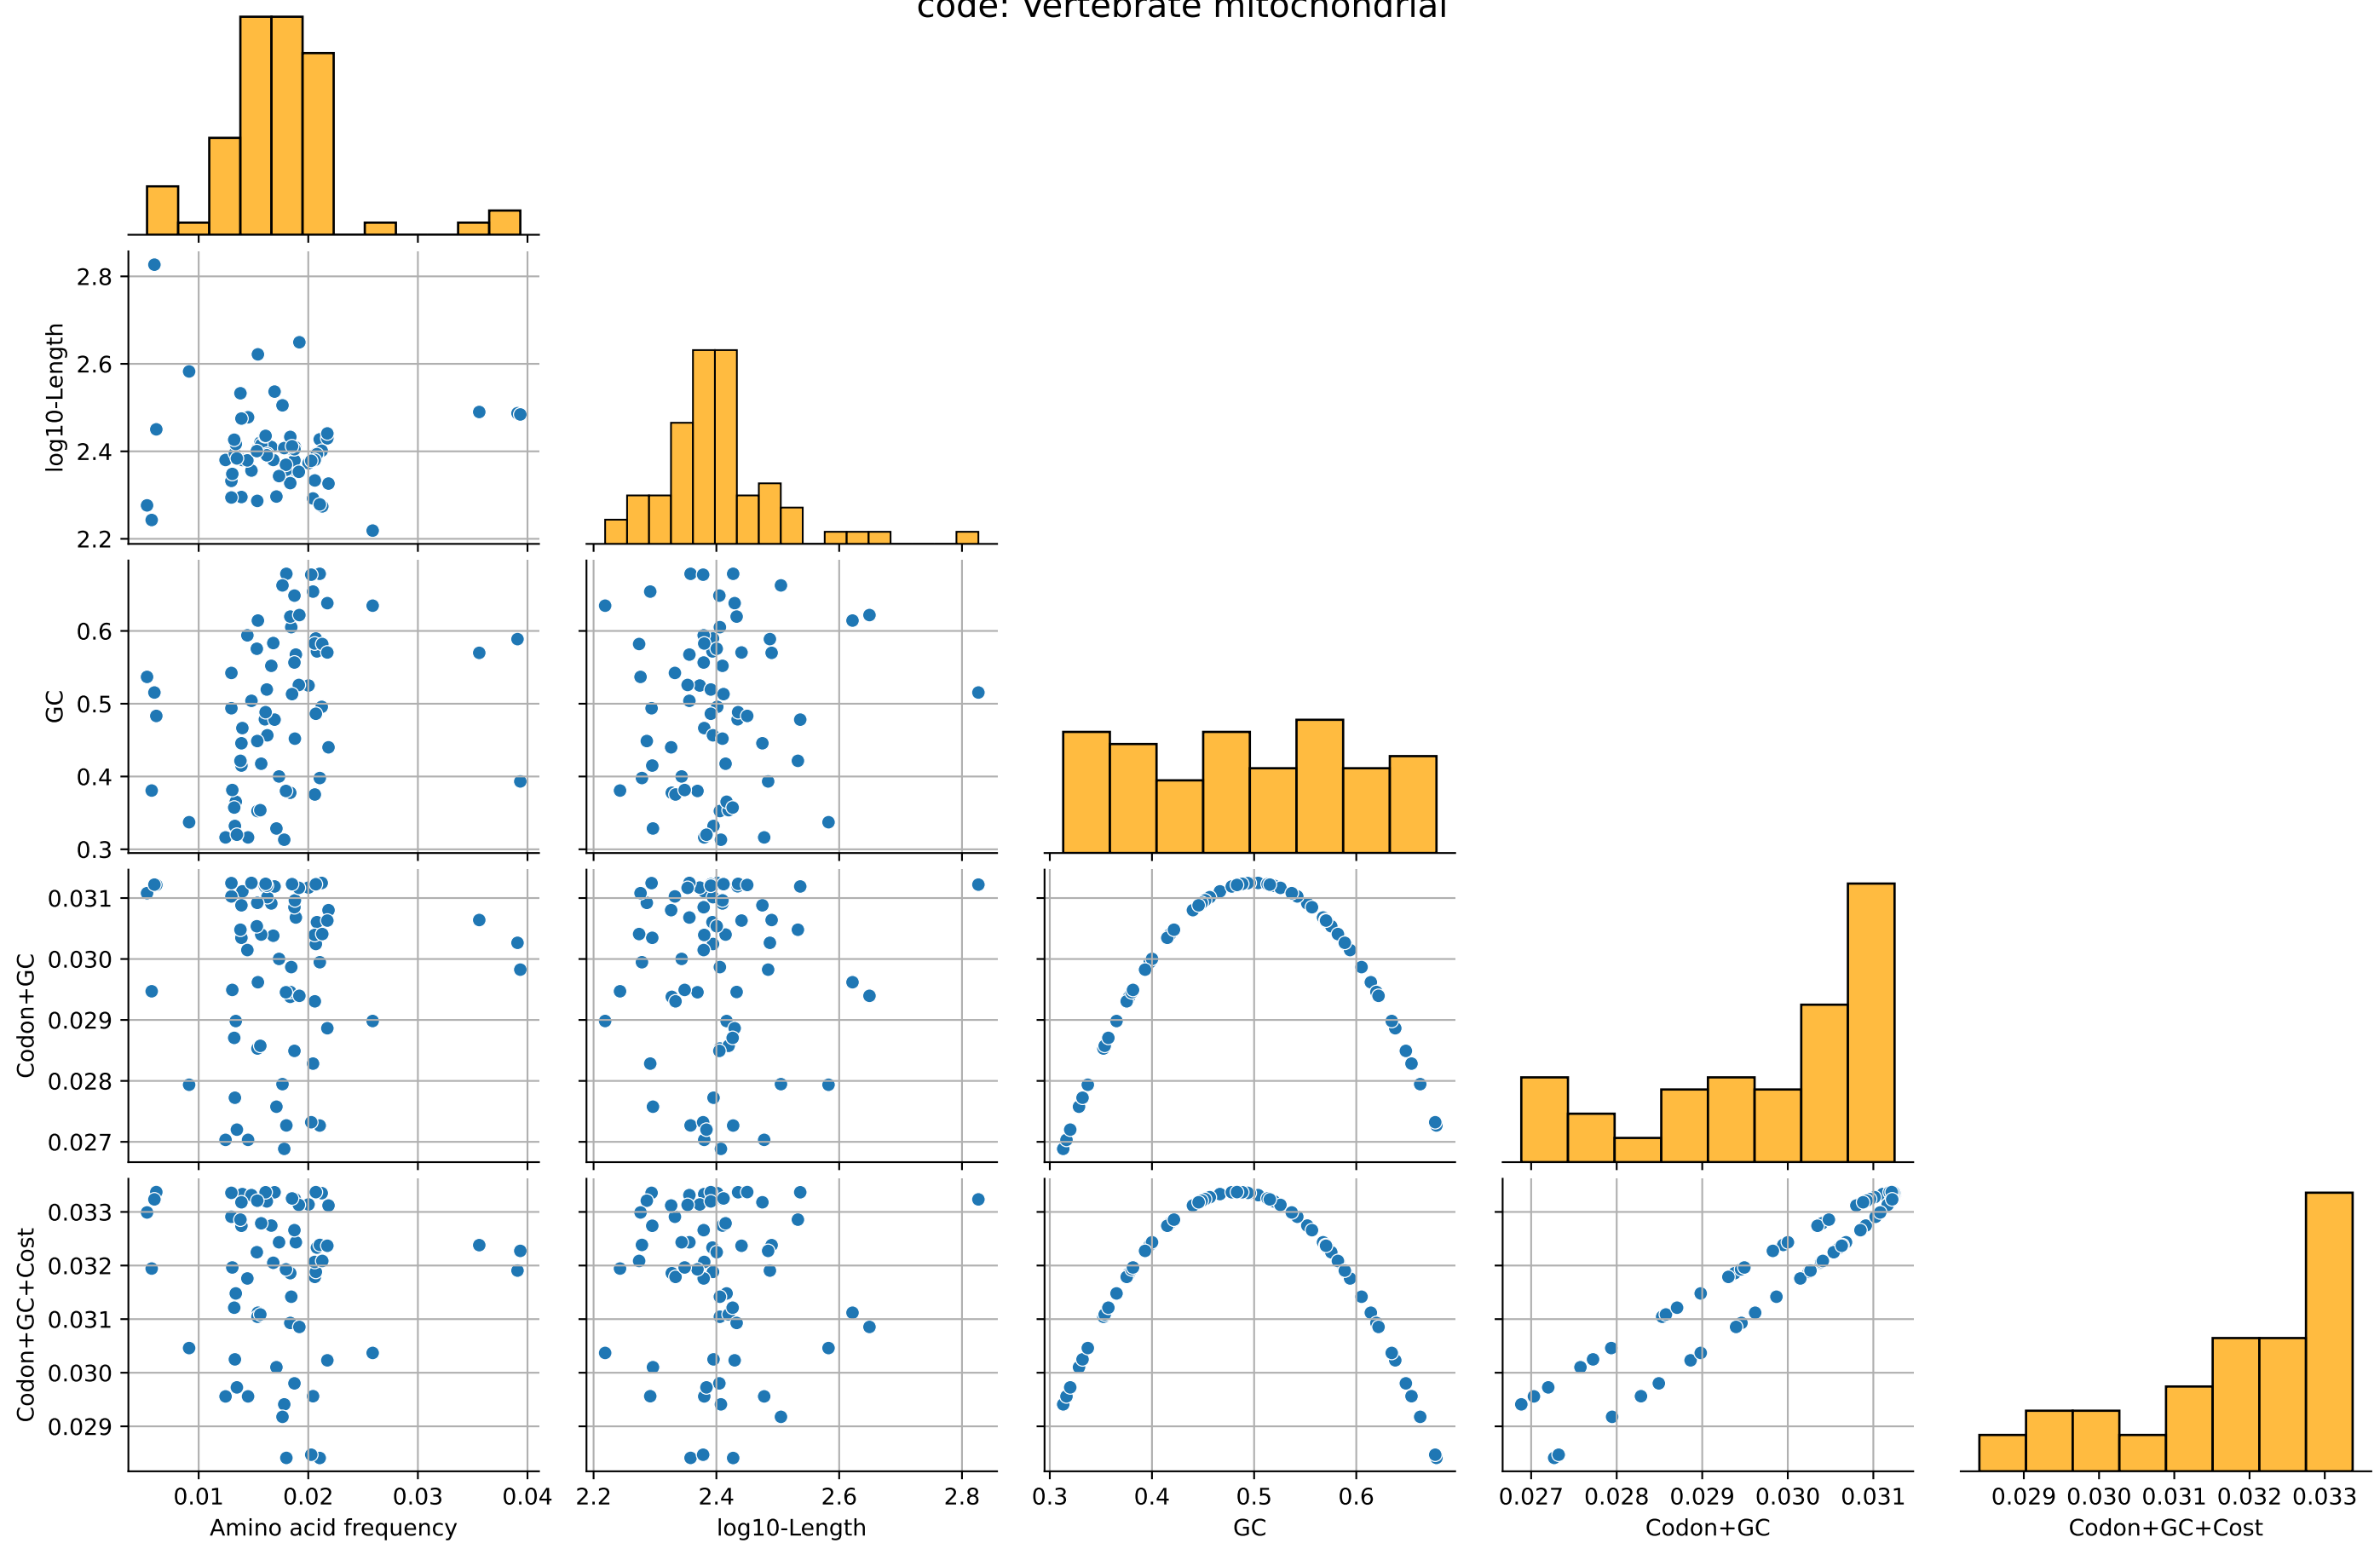 code: Vertebrate mitochondrial
log10-Length
2.8
2.6
2.4
2.2
GC
0.6
0.5
0.4
0.3
Codon+GC
0.031
0.030
0.029
0.028
0.027
Codon+GC+Cost
0.033
0.032
0.031
0.030
0.029
0.01 0.02 0.03 0.04 2.2 2.4 2.6 2.8 0.3 0.4 0.5 0.6 0.027 0.028 0.029 0.030 0.031 0.029 0.030 0.031 0.032 0.033
Amino acid frequency log10-Length GC Codon+GC Codon+GC+Cost